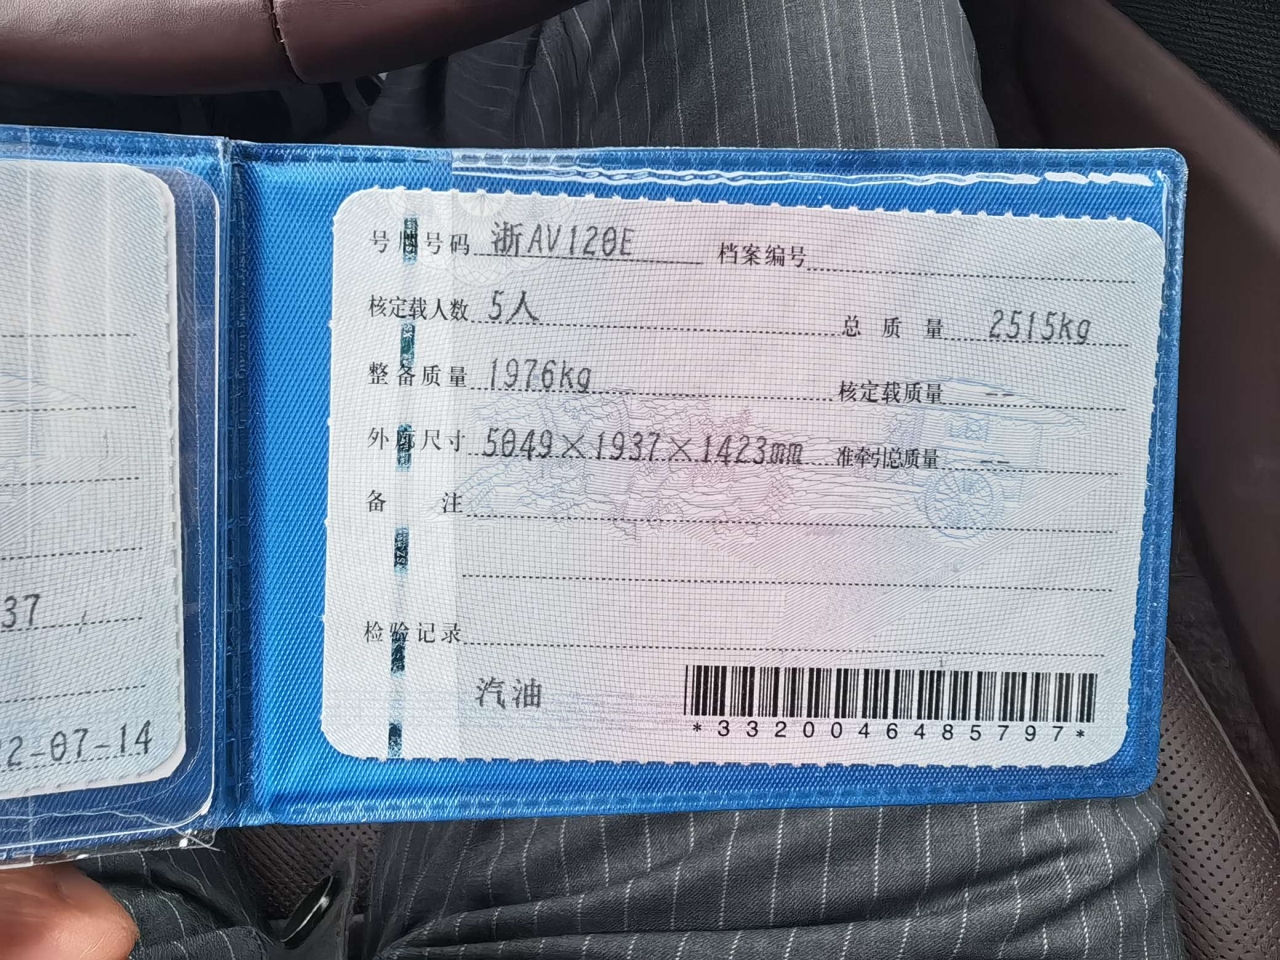 号牌号码 浙AV120E 档案编号
核定载人数 5人 总质量 2515kg
整备质量 1976kg 核定载质量 --
外廓尺寸 5049×1937×1423mm 准牵引总质量 --
备注
检验记录
汽油
*3320046485797*
37
2-07-14